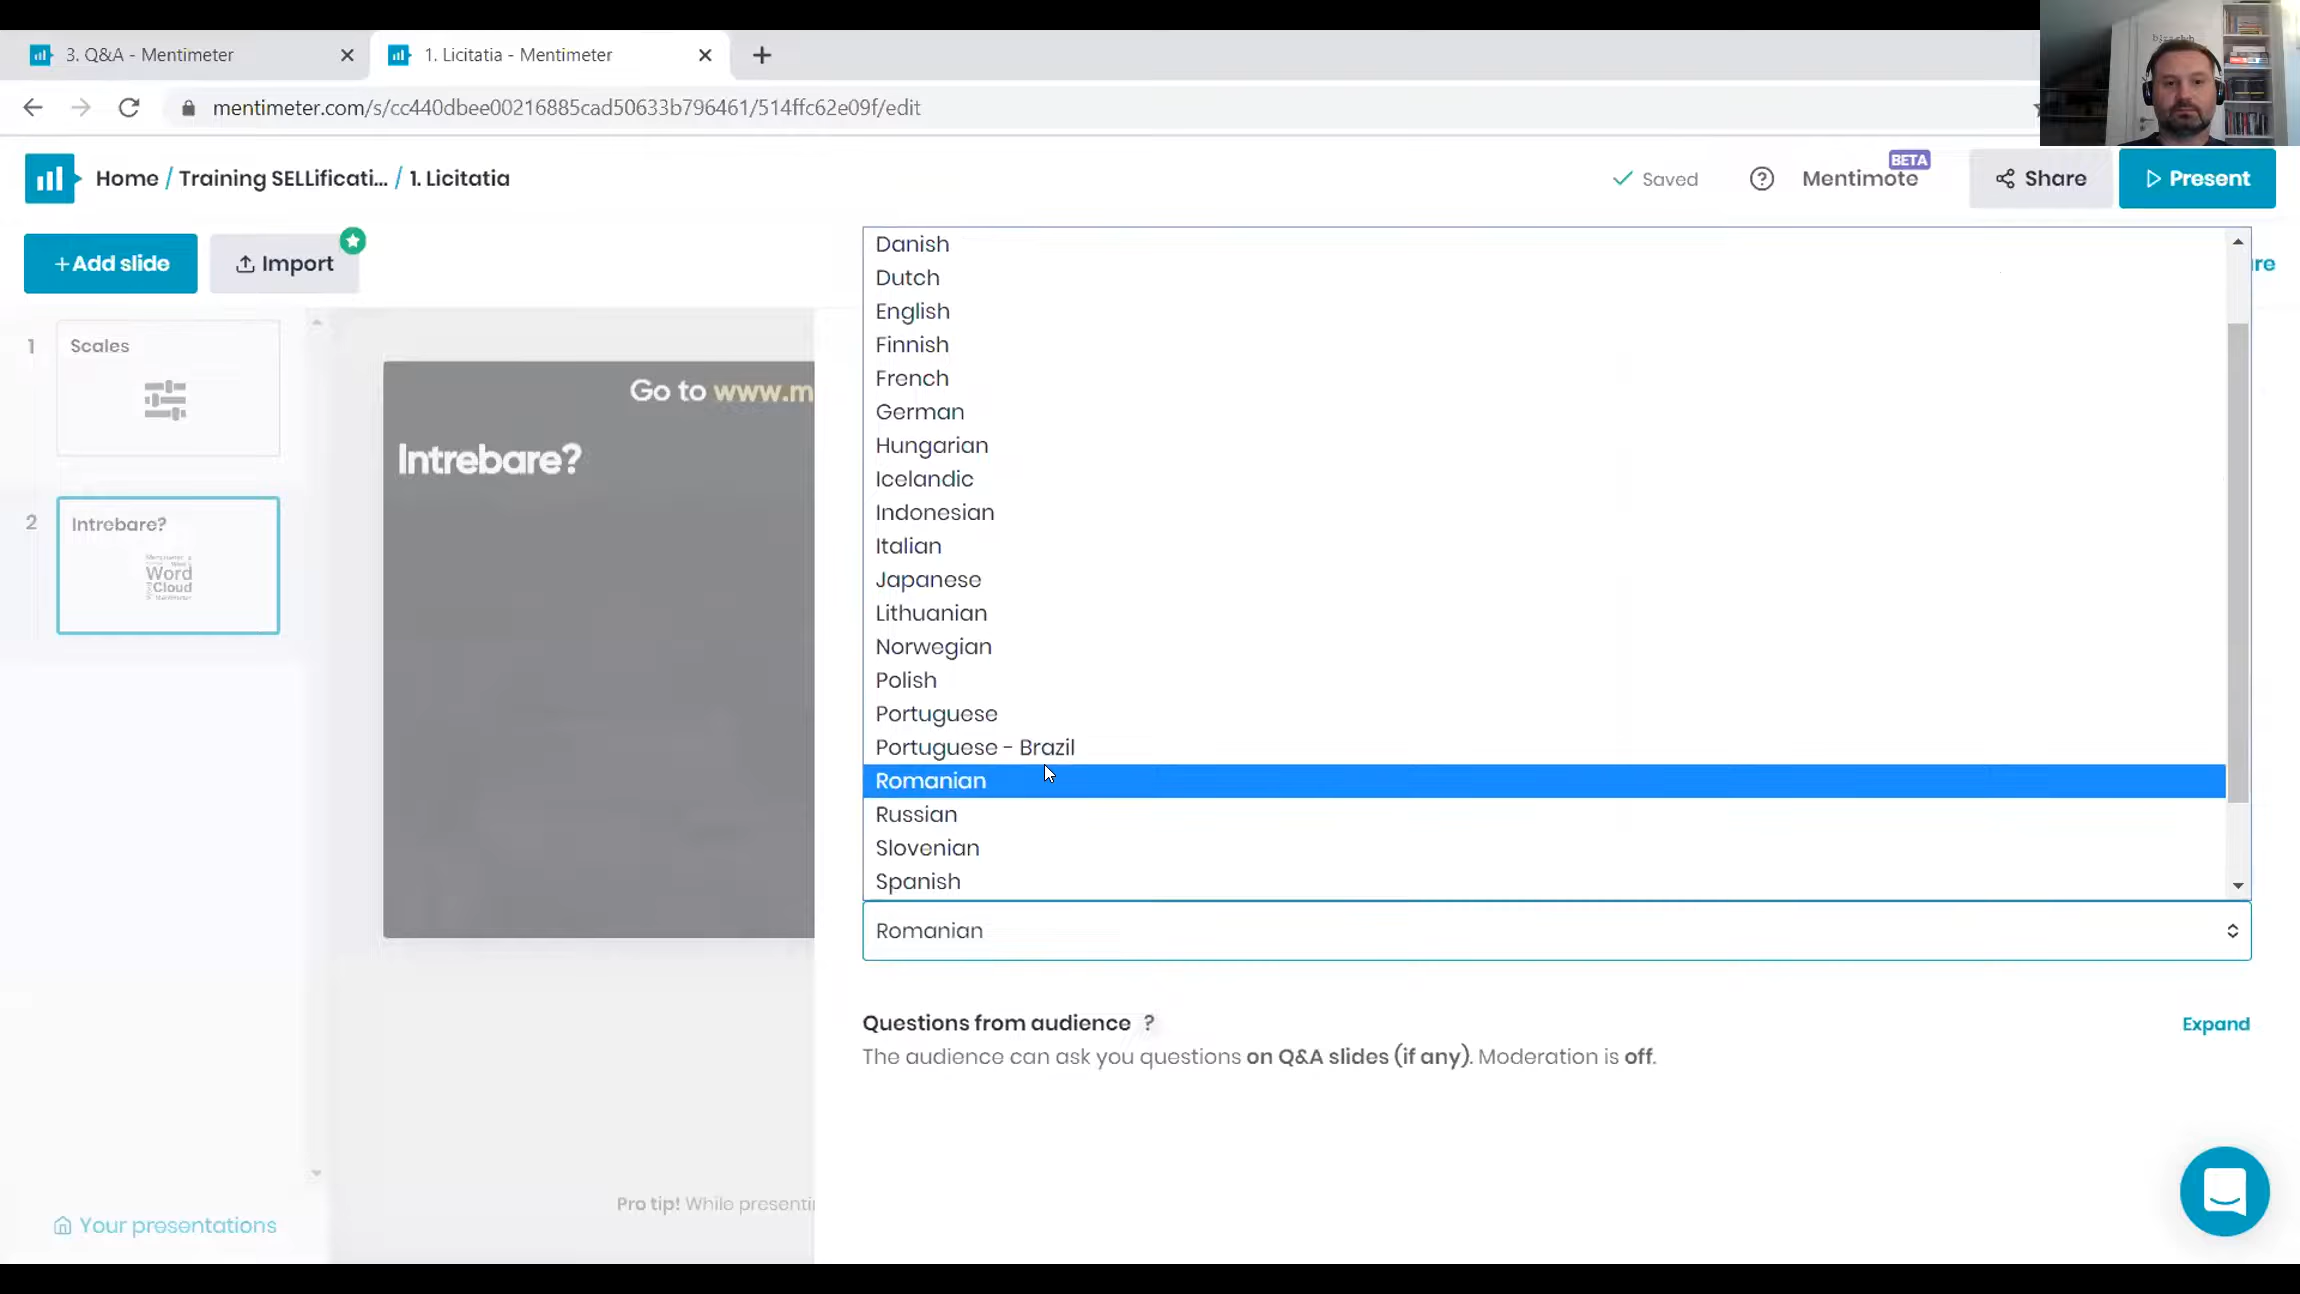 3. Q&A - Mentimeter
1. Licitatia - Mentimeter
mentimeter.com/s/cc440dbee00216885cad50633b796461/514ffc62e09f/edit
Home / Training SELLificati... / 1. Licitatia
Saved
Mentimote
BETA
Share
Present
+Add slide
Import
re
1
Scales
2
Intrebare?
Word
Cloud
Go to www.m
Intrebare?
Danish
Dutch
English
Finnish
French
German
Hungarian
Icelandic
Indonesian
Italian
Japanese
Lithuanian
Norwegian
Polish
Portuguese
Portuguese - Brazil
Romanian
Russian
Slovenian
Spanish
Romanian
Questions from audience ?
Expand
The audience can ask you questions on Q&A slides (if any). Moderation is off.
Pro tip! While presenti
Your presentations